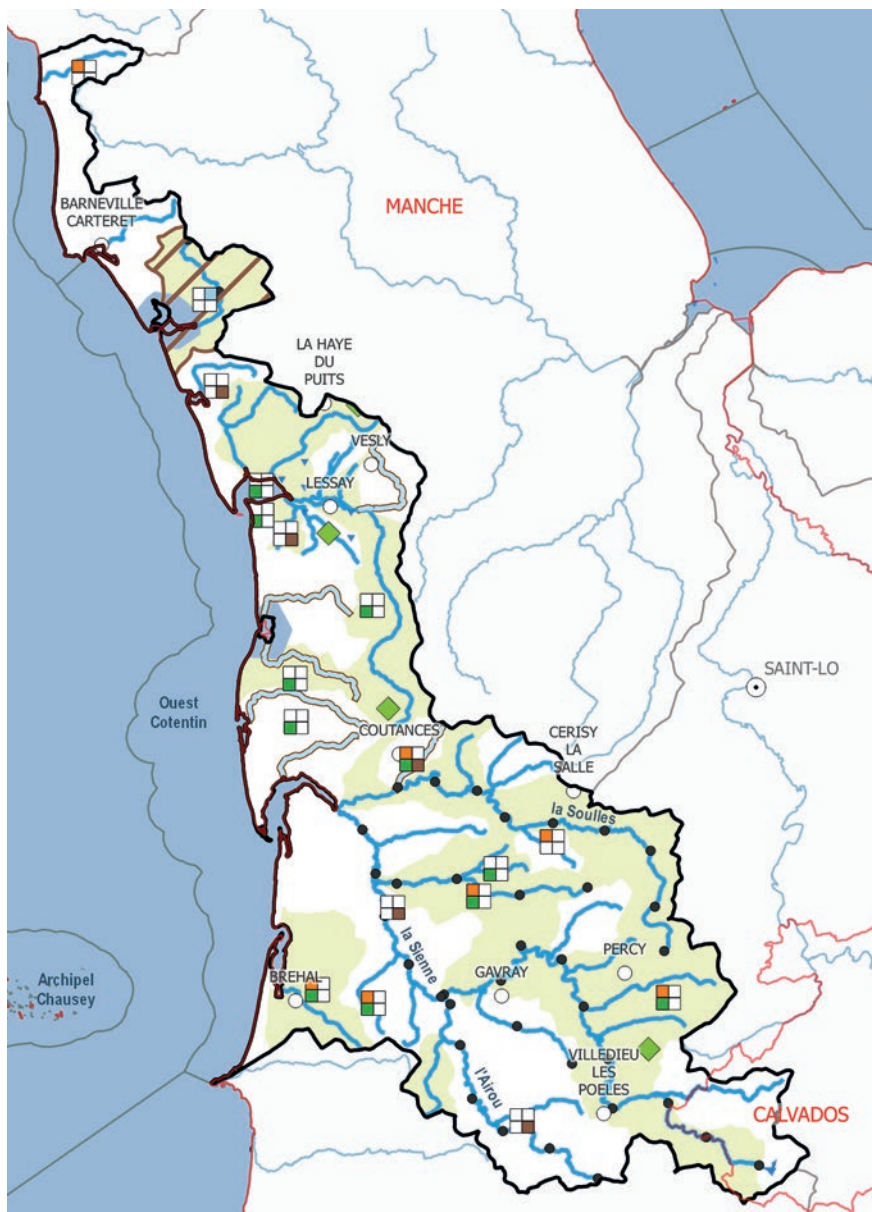 BARNEVILLE
CARTERET
MANCHE
LA HAYE
DU
PUITS
VESLY
LESSAY
SAINT-LO
Ouest
Cotentin
COUTANCES
CERISY
LA
SALLE
la Soulles
la Sienne
PERCY
GAVRAY
Archipel
Chausey
BREHAL
VILLEDIEU
LES
POELES
l'Airou
CALVADOS